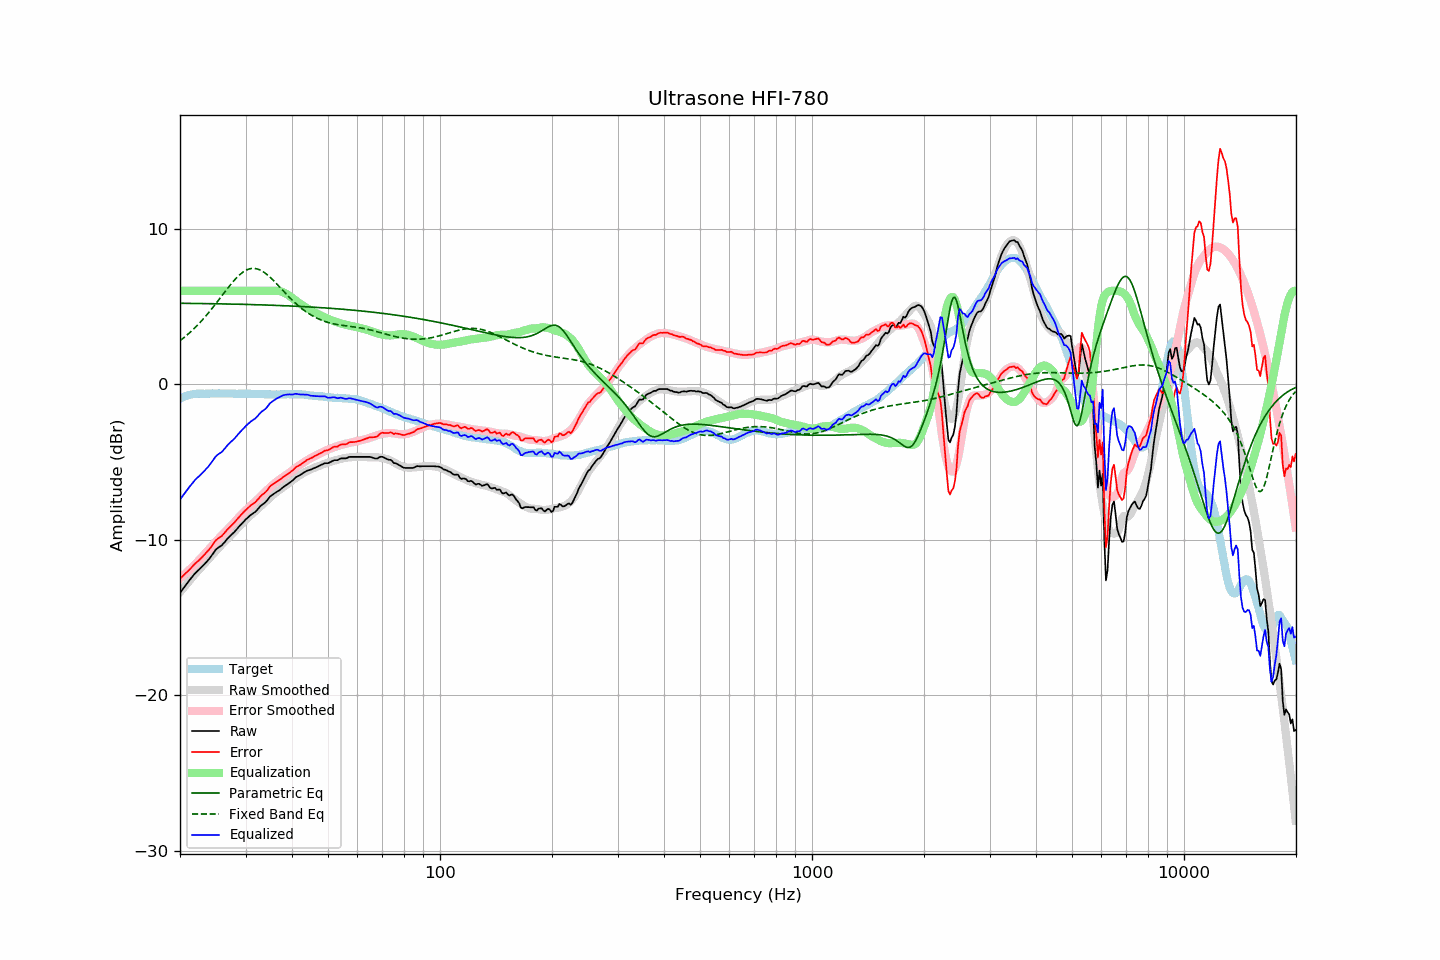 Ultrasone HFI-780
Amplitude (dBr)
10
0
−10
−20
−30
100
1000
10000
Frequency (Hz)
Target
Raw Smoothed
Error Smoothed
Raw
Error
Equalization
Parametric Eq
Fixed Band Eq
Equalized